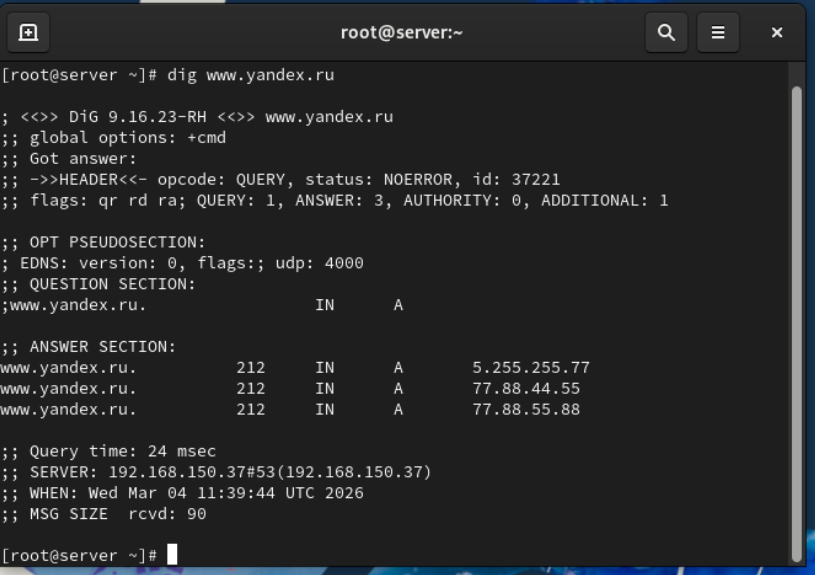 root@server:~
[root@server ~]# dig www.yandex.ru
; <<>> DiG 9.16.23-RH <<>> www.yandex.ru
;; global options: +cmd
;; Got answer:
;; ->>HEADER<<- opcode: QUERY, status: NOERROR, id: 37221
;; flags: qr rd ra; QUERY: 1, ANSWER: 3, AUTHORITY: 0, ADDITIONAL: 1
;; OPT PSEUDOSECTION:
; EDNS: version: 0, flags:; udp: 4000
;; QUESTION SECTION:
;www.yandex.ru. IN A
;; ANSWER SECTION:
www.yandex.ru. 212 IN A 5.255.255.77
www.yandex.ru. 212 IN A 77.88.44.55
www.yandex.ru. 212 IN A 77.88.55.88
;; Query time: 24 msec
;; SERVER: 192.168.150.37#53(192.168.150.37)
;; WHEN: Wed Mar 04 11:39:44 UTC 2026
;; MSG SIZE rcvd: 90
[root@server ~]#